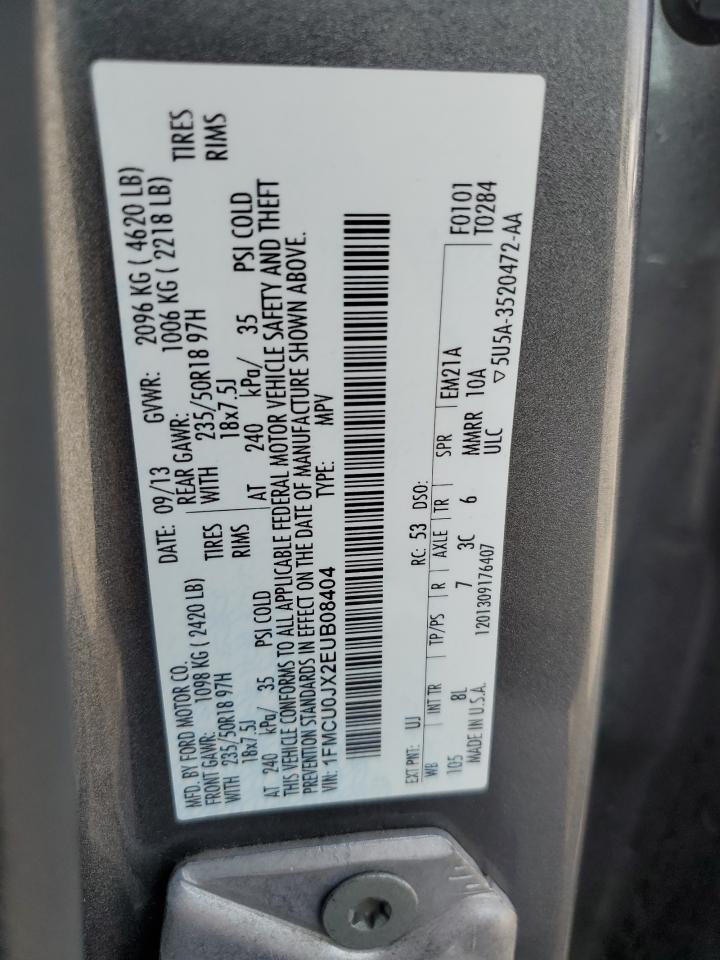 MFD. BY FORD MOTOR CO. DATE: 09/13 GVWR: 2096 KG ( 4620 LB)
FRONT GAWR: 1098 KG ( 2420 LB) REAR GAWR: 1006 KG ( 2218 LB)
WITH 235/50R18 97H TIRES WITH 235/50R18 97H TIRES
18x7.5J RIMS 18x7.5J RIMS
AT 240 kPa/ 35 PSI COLD AT 240 kPa/ 35 PSI COLD
THIS VEHICLE CONFORMS TO ALL APPLICABLE FEDERAL MOTOR VEHICLE SAFETY AND THEFT
PREVENTION STANDARDS IN EFFECT ON THE DATE OF MANUFACTURE SHOWN ABOVE.
VIN: 1FMCU0JX2EUB08404 TYPE: MPV
EXT PNT: UJ RC: 53 DSO: F0101
WB INT TR TP/PS R AXLE TR SPR EM21A T0284
105 8L 7 3C 6 MMRR 10A
MADE IN U.S.A. 1201309176407 ULC ▽5U5A-3520472-AA